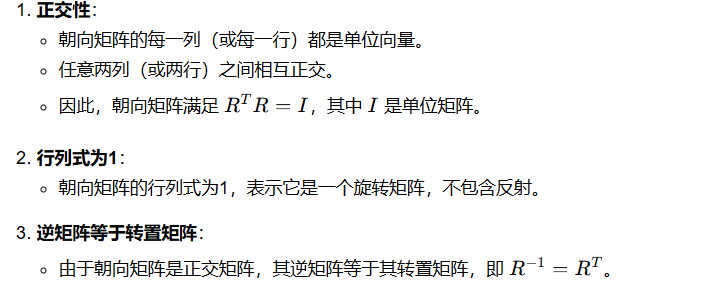 1. 正交性：
朝向矩阵的每一列（或每一行）都是单位向量。
任意两列（或两行）之间相互正交。
因此，朝向矩阵满足 R^T R = I，其中 I 是单位矩阵。
2. 行列式为1：
朝向矩阵的行列式为1，表示它是一个旋转矩阵，不包含反射。
3. 逆矩阵等于转置矩阵：
由于朝向矩阵是正交矩阵，其逆矩阵等于其转置矩阵，即 R^{-1} = R^T。